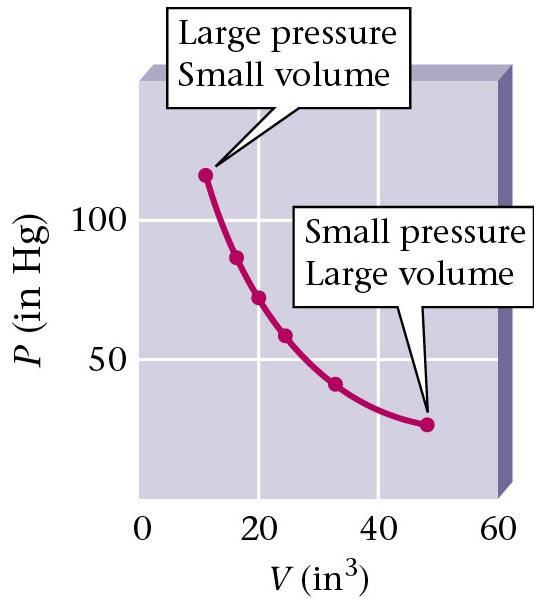 Large pressure
Small volume
Small pressure
Large volume
P (in Hg)
100
50
0 20 40 60
V (in³)